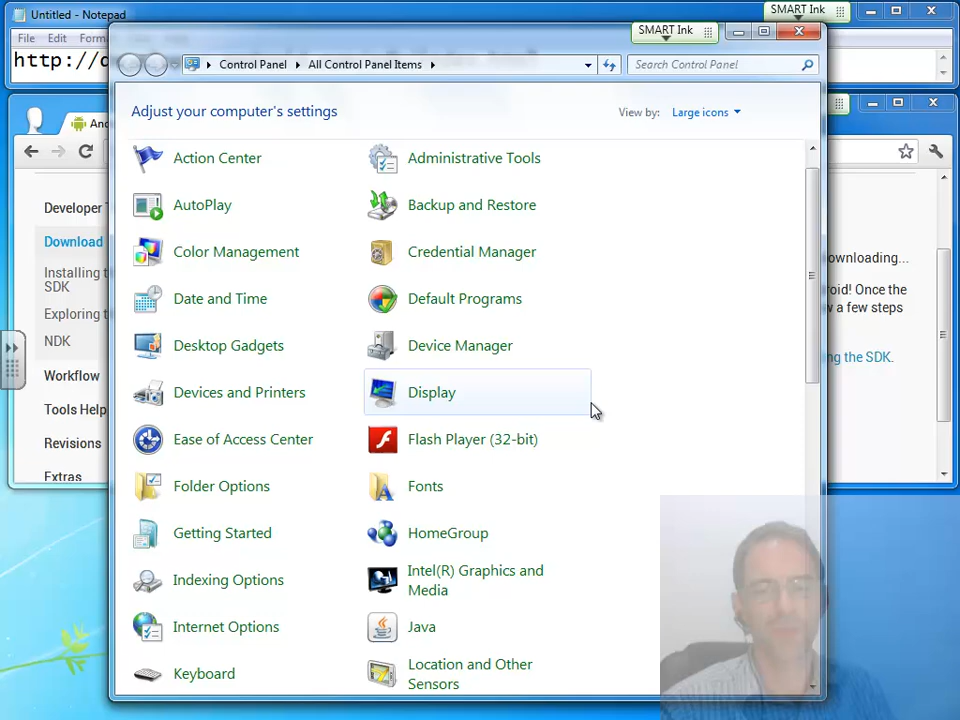 Untitled - Notepad
SMART Ink
File Edit Form
SMART Ink
http://d
Control Panel All Control Panel Items
Search Control Panel
Adjust your computer's settings
View by: Large icons
And
Action Center
Administrative Tools
AutoPlay
Backup and Restore
Color Management
Credential Manager
Date and Time
Default Programs
Desktop Gadgets
Device Manager
Devices and Printers
Display
Ease of Access Center
Flash Player (32-bit)
Folder Options
Fonts
Getting Started
HomeGroup
Indexing Options
Intel(R) Graphics and
Media
Internet Options
Java
Keyboard
Location and Other
Sensors
Developer T
Download
Installing t
SDK
Exploring t
NDK
Workflow
Tools Help
Revisions
Extras
ownloading...
roid! Once the
w a few steps
ng the SDK.